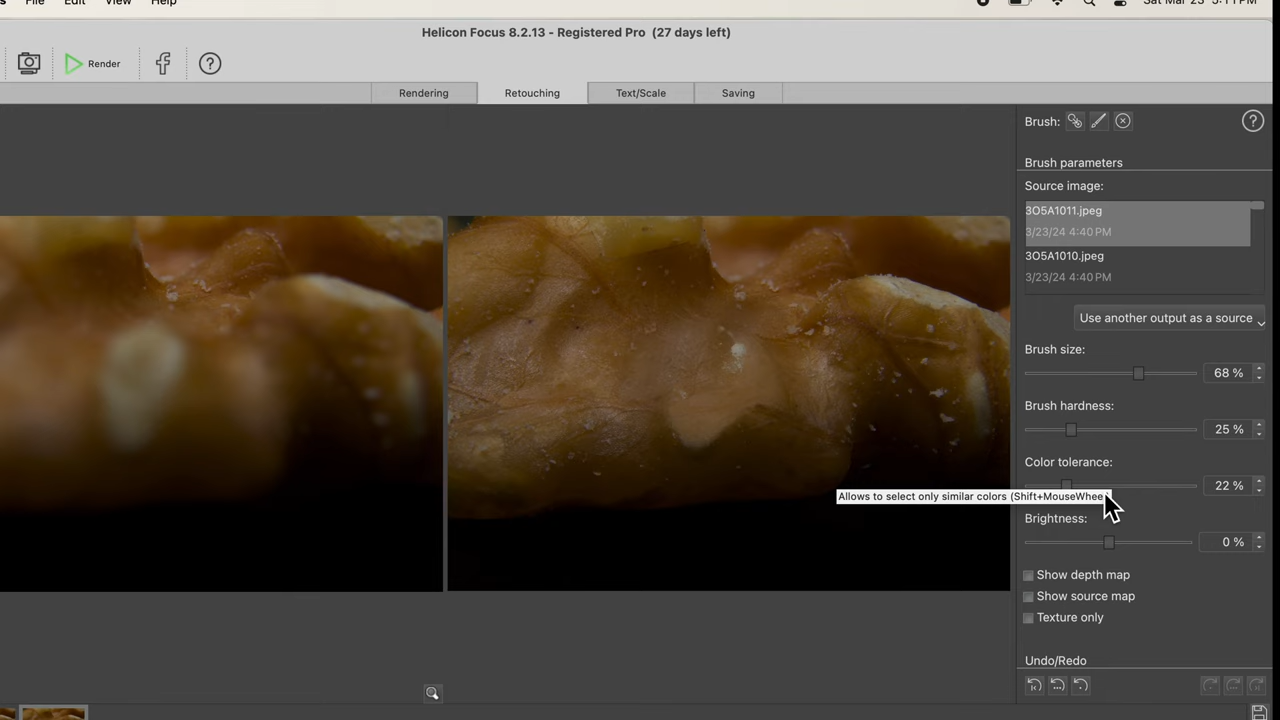 File Edit View Help Sat Mar 23 5:11 PM
Helicon Focus 8.2.13 - Registered Pro (27 days left)
Render
Rendering Retouching Text/Scale Saving
Brush:
Brush parameters
Source image:
3O5A1011.jpeg
3/23/24 4:40 PM
3O5A1010.jpeg
3/23/24 4:40 PM
Use another output as a source
Brush size:
68 %
Brush hardness:
25 %
Color tolerance:
22 %
Allows to select only similar colors (Shift+MouseWhee
Brightness:
0 %
Show depth map
Show source map
Texture only
Undo/Redo